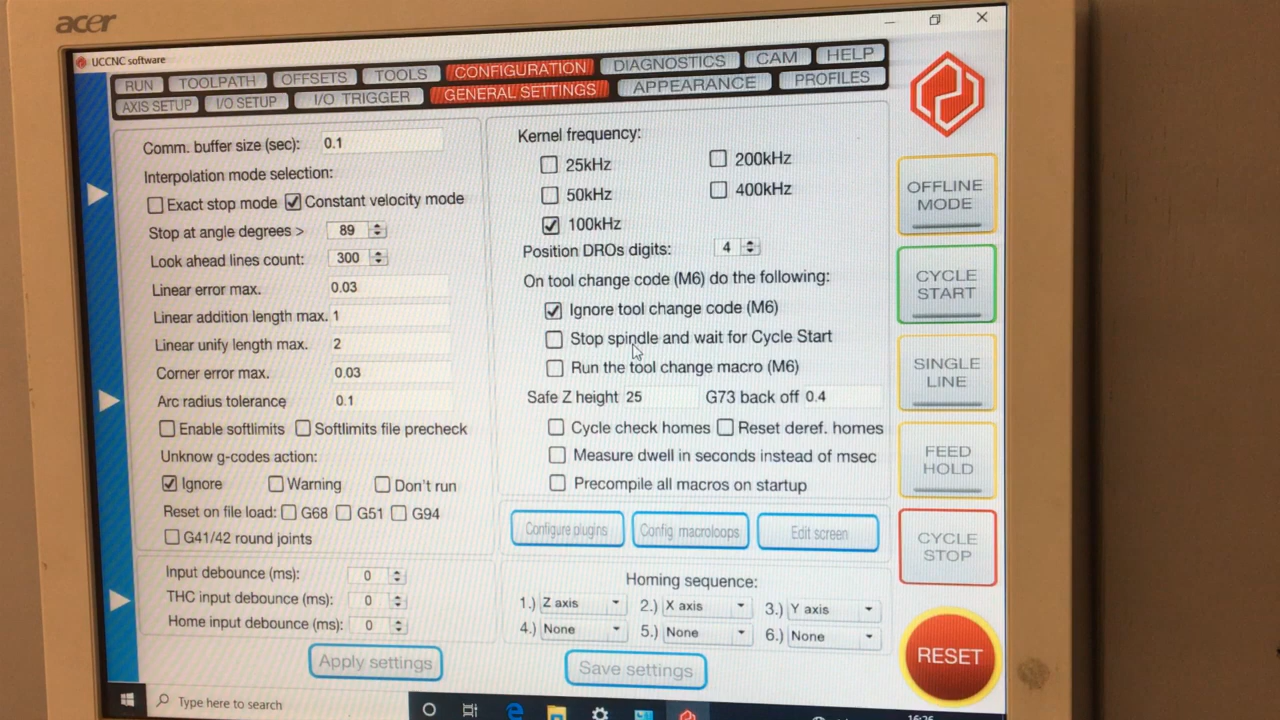 acer
UCCNC software
RUN TOOLPATH OFFSETS TOOLS CONFIGURATION DIAGNOSTICS CAM HELP
AXIS SETUP I/O SETUP I/O TRIGGER GENERAL SETTINGS APPEARANCE PROFILES
Comm. buffer size (sec): 0.1
Interpolation mode selection:
Exact stop mode Constant velocity mode
Stop at angle degrees > 89
Look ahead lines count: 300
Linear error max. 0.03
Linear addition length max. 1
Linear unify length max. 2
Corner error max. 0.03
Arc radius tolerance 0.1
Enable softlimits Softlimits file precheck
Unknow g-codes action:
Ignore Warning Don't run
Reset on file load: G68 G51 G94
G41/42 round joints
Input debounce (ms): 0
THC input debounce (ms): 0
Home input debounce (ms): 0
Apply settings
Kernel frequency:
25kHz 200kHz
50kHz 400kHz
100kHz
Position DROs digits: 4
On tool change code (M6) do the following:
Ignore tool change code (M6)
Stop spindle and wait for Cycle Start
Run the tool change macro (M6)
Safe Z height 25 G73 back off 0.4
Cycle check homes Reset deref. homes
Measure dwell in seconds instead of msec
Precompile all macros on startup
Configure plugins Config. macroloops Edit screen
Homing sequence:
1.) Z axis 2.) X axis 3.) Y axis
4.) None 5.) None 6.) None
Save settings
OFFLINE
MODE
CYCLE
START
SINGLE
LINE
FEED
HOLD
CYCLE
STOP
RESET
Type here to search